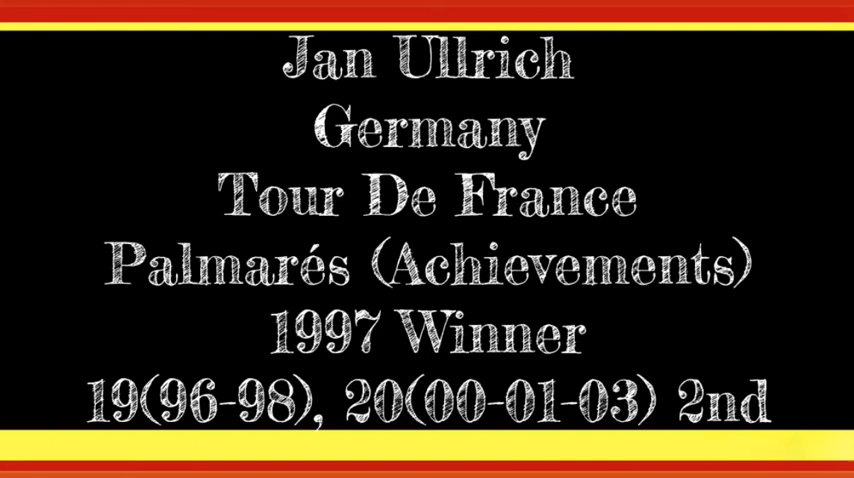 Jan Ullrich
Germany
Tour De France
Palmarés (Achievements)
1997 Winner
19(96-98), 20(00-01-03) 2nd